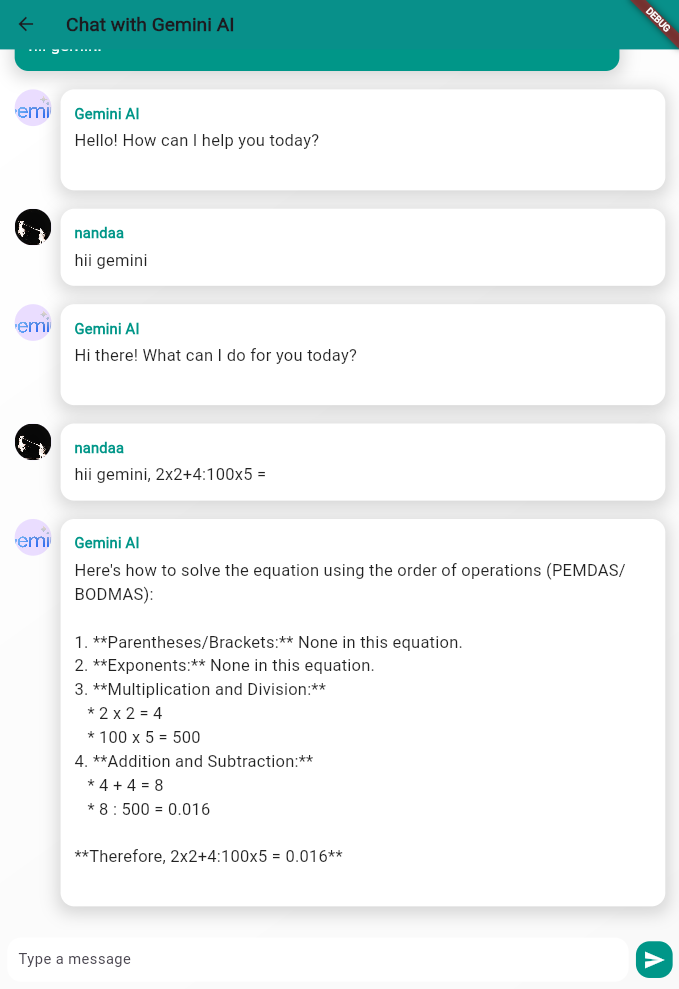 Chat with Gemini AI
DEBUG
Gemini AI
Hello! How can I help you today?
nandaa
hii gemini
Gemini AI
Hi there! What can I do for you today?
nandaa
hii gemini, 2x2+4:100x5 =
Gemini AI
Here's how to solve the equation using the order of operations (PEMDAS/
BODMAS):
1. **Parentheses/Brackets:** None in this equation.
2. **Exponents:** None in this equation.
3. **Multiplication and Division:**
* 2 x 2 = 4
* 100 x 5 = 500
4. **Addition and Subtraction:**
* 4 + 4 = 8
* 8 : 500 = 0.016
**Therefore, 2x2+4:100x5 = 0.016**
Type a message